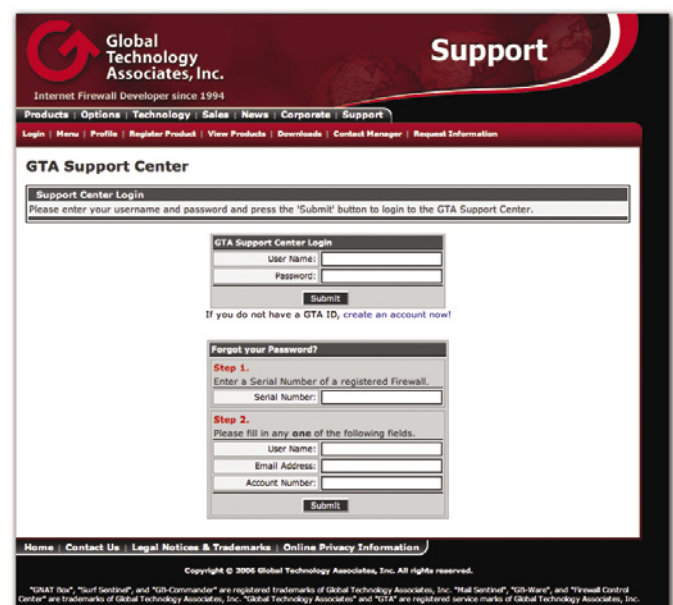 Global
Technology
Associates, Inc.
Support
Internet Firewall Developer since 1994
Products | Options | Technology | Sales | News | Corporate | Support
Login | Menu | Profile | Register Product | View Products | Downloads | Contact Manager | Request Information
GTA Support Center
Support Center Login
Please enter your username and password and press the 'Submit' button to login to the GTA Support Center.
GTA Support Center Login
User Name:
Password:
Submit
If you do not have a GTA ID, create an account now!
Forgot your Password?
Step 1.
Enter a Serial Number of a registered Firewall.
Serial Number:
Step 2.
Please fill in any one of the following fields.
User Name:
Email Address:
Account Number:
Submit
Home | Contact Us | Legal Notices & Trademarks | Online Privacy Information
Copyright © 2006 Global Technology Associates, Inc. All rights reserved.
"GNAT Box", "Surf Sentinel", and "GB-Commander" are registered trademarks of Global Technology Associates, Inc. "Mail Sentinel", "GB-Ware", and "Firewall Control
Center" are trademarks of Global Technology Associates, Inc. "Global Technology Associates" and "GTA" are registered service marks of Global Technology Associates, Inc.